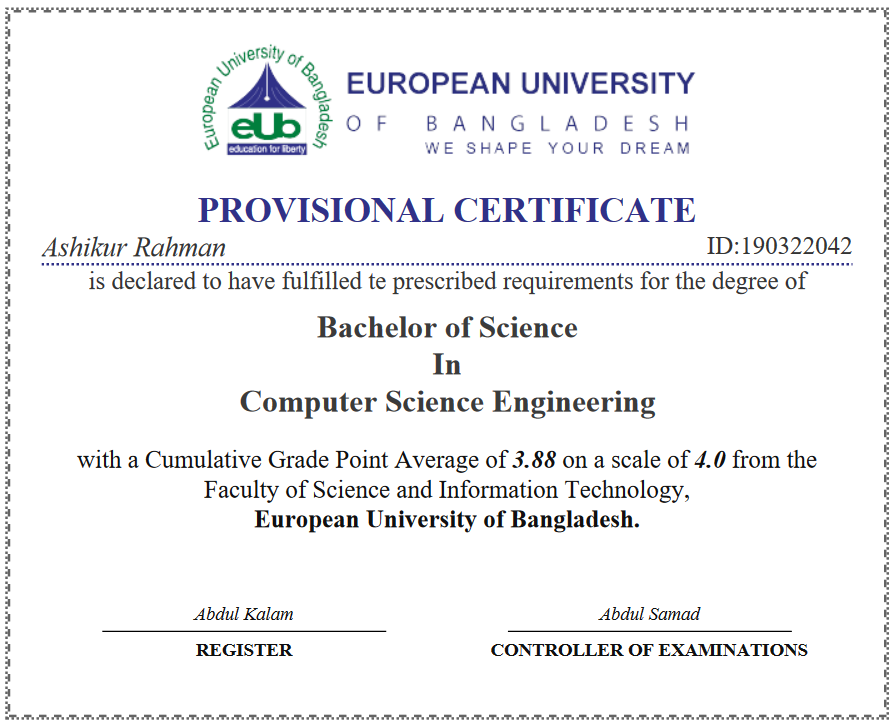 European University of Bangladesh
eUb
education for liberty
EUROPEAN UNIVERSITY
OF BANGLADESH
WE SHAPE YOUR DREAM
PROVISIONAL CERTIFICATE
Ashikur Rahman ID:190322042
is declared to have fulfilled te prescribed requirements for the degree of
Bachelor of Science
In
Computer Science Engineering
with a Cumulative Grade Point Average of 3.88 on a scale of 4.0 from the
Faculty of Science and Information Technology,
European University of Bangladesh.
Abdul Kalam Abdul Samad
REGISTER CONTROLLER OF EXAMINATIONS